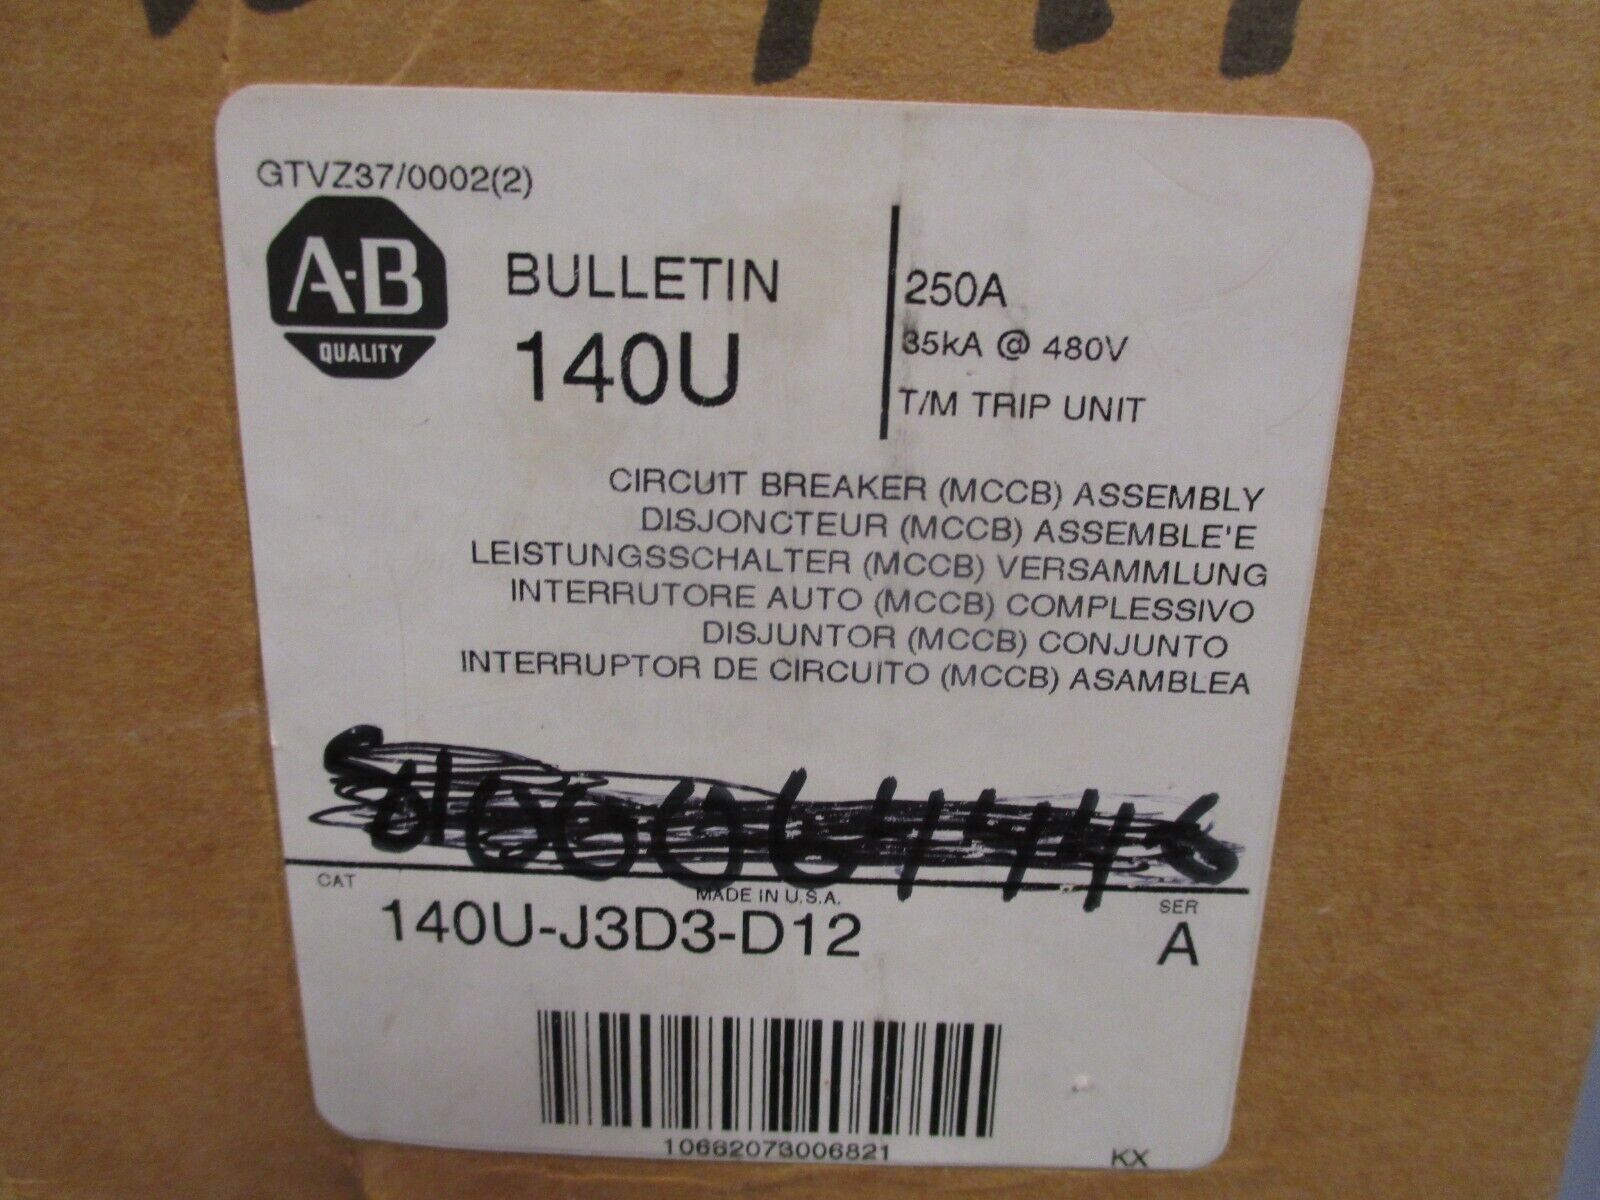 GTVZ37/0002(2)
A-B
QUALITY
BULLETIN
140U
250A
35kA @ 480V
T/M TRIP UNIT
CIRCUIT BREAKER (MCCB) ASSEMBLY
DISJONCTEUR (MCCB) ASSEMBLE'E
LEISTUNGSSCHALTER (MCCB) VERSAMMLUNG
INTERRUTORE AUTO (MCCB) COMPLESSIVO
DISJUNTOR (MCCB) CONJUNTO
INTERRUPTOR DE CIRCUITO (MCCB) ASAMBLEA
CAT
MADE IN U.S.A.
SER
140U-J3D3-D12
A
10662073006821
KX